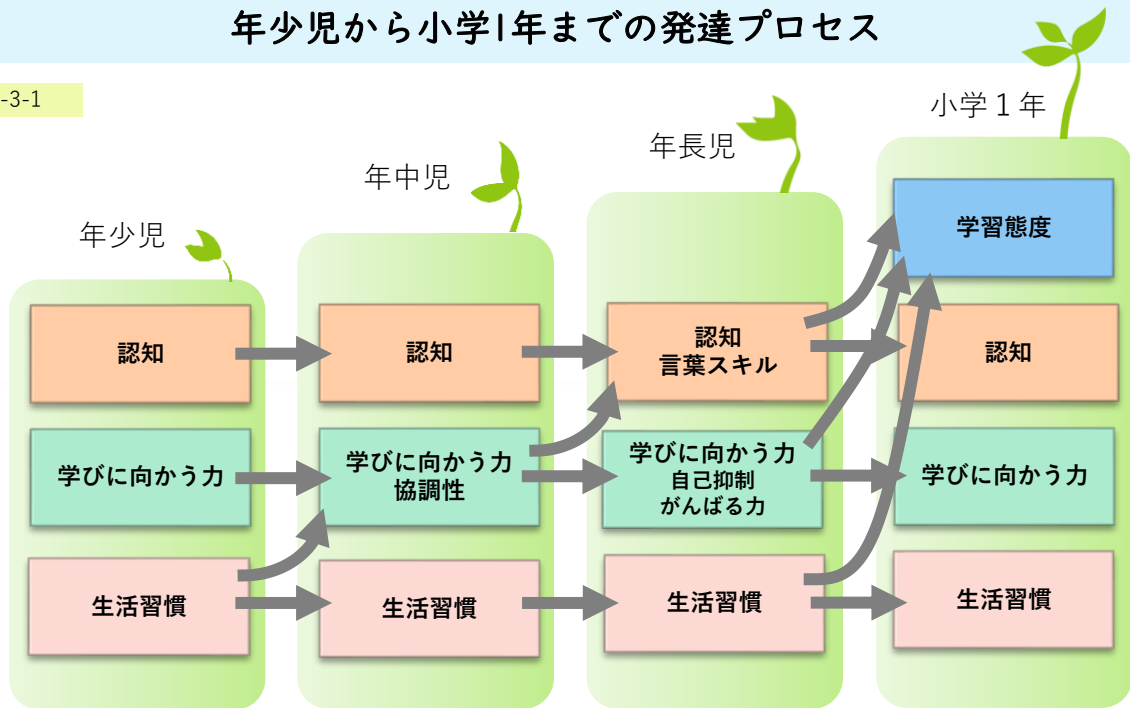 年少児から小学1年までの発達プロセス
-3-1
年少児
認知
学びに向かう力
生活習慣
年中児
認知
学びに向かう力
協調性
生活習慣
年長児
認知
言葉スキル
学びに向かう力
自己抑制
がんばる力
生活習慣
小学1年
学習態度
認知
学びに向かう力
生活習慣